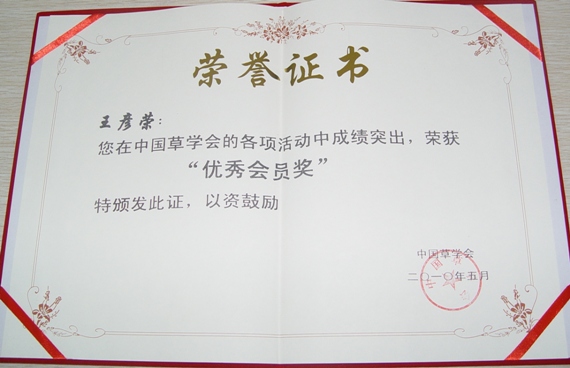 荣誉证书
王彦荣：
您在中国草学会的各项活动中成绩突出，荣获
“优秀会员奖”
特颁发此证，以资鼓励
中国草学会
二〇一〇年五月